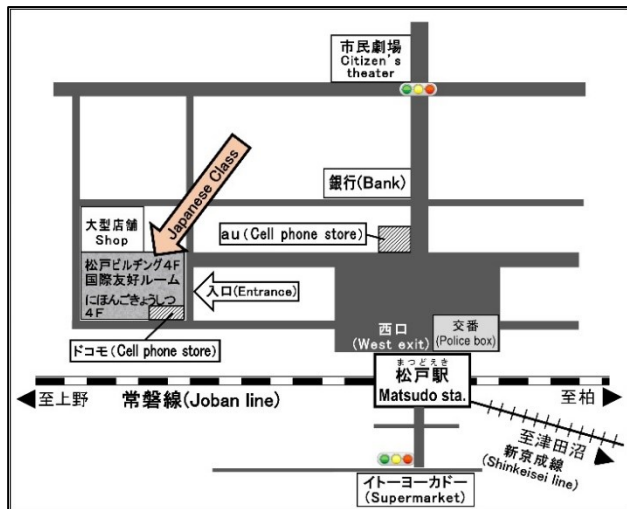 市民劇場
Citizen's
theater
Japanese Class
銀行(Bank)
大型店舗
Shop
au(Cell phone store)
松戸ビルヂング4F
国際友好ルーム
にほんごきょうしつ
4F
入口(Entrance)
西口
(West exit)
交番
(Police box)
ドコモ(Cell phone store)
まつどえき
松戸駅
Matsudo sta.
至上野
常磐線(Joban line)
至柏
至津田沼
新京成線
(Shinkeisei line)
イトーヨーカドー
(Supermarket)